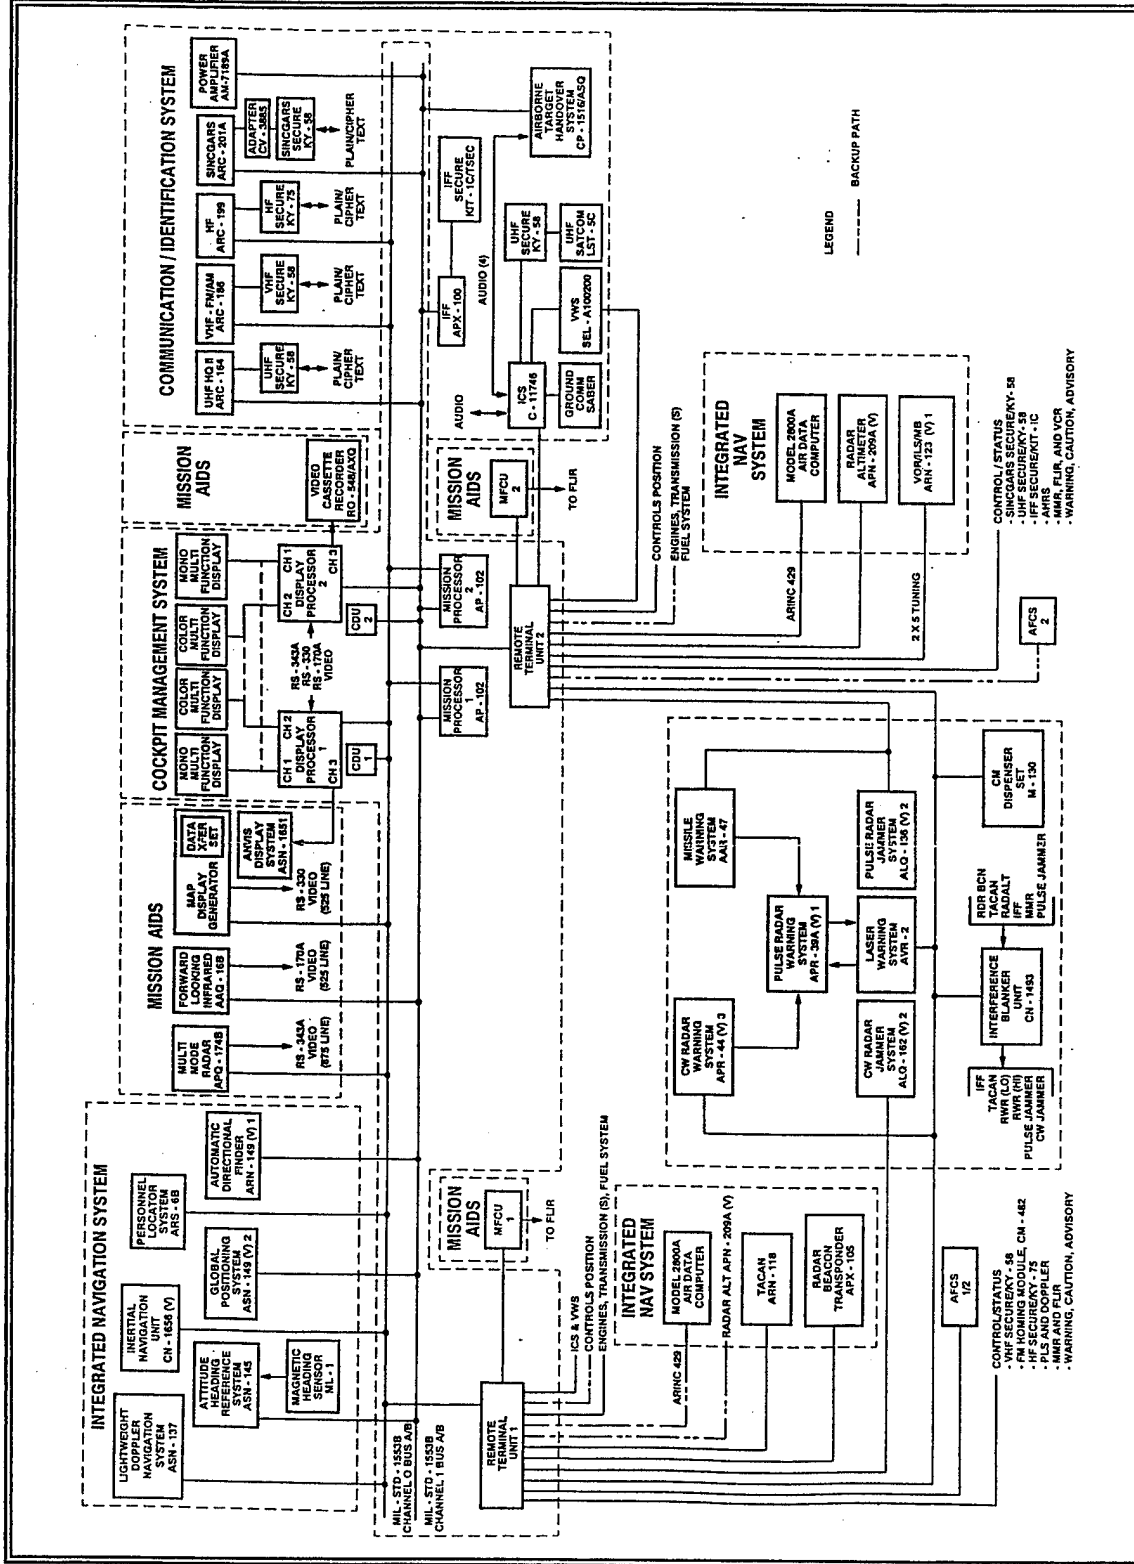 INTEGRATED NAVIGATION SYSTEM
LIGHTWEIGHT
DOPPLER
NAVIGATION
SYSTEM
ASN - 137
INERTIAL
NAVIGATION
UNIT
CN - 1656 (V)
PERSONNEL
LOCATOR
SYSTEM
ARS - 6B
ATTITUDE
HEADING
REFERENCE
SYSTEM
ASN - 145
GLOBAL
POSITIONING
SYSTEM
ASN - 149 (V) 2
AUTOMATIC
DIRECTIONAL
FINDER
ARN - 149 (V) 1
MAGNETIC
HEADING
SENSOR
ML - 1
MISSION AIDS
MULTI
MODE
RADAR
APQ - 174B
FORWARD
LOOKING
INFRARED
AAQ - 16B
MAP
DISPLAY
GENERATOR
DATA
XFER
SET
RS - 343A
VIDEO
(875 LINE)
RS - 170A
VIDEO
(525 LINE)
RS - 330
VIDEO
(525 LINE)
ANVIS
DISPLAY
SYSTEM
ASN - 1651
COCKPIT MANAGEMENT SYSTEM
MONO
MULTI
FUNCTION
DISPLAY
COLOR
MULTI
FUNCTION
DISPLAY
COLOR
MULTI
FUNCTION
DISPLAY
MONO
MULTI
FUNCTION
DISPLAY
CH 1 CH 2
DISPLAY
PROCESSOR
1
CH 3
RS - 343A
RS - 330
RS - 170A
VIDEO
CH 2 CH 1
DISPLAY
PROCESSOR
2
CH 3
CDU
1
CDU
2
MISSION
AIDS
VIDEO
CASSETTE
RECORDER
RO - 548/AXQ
COMMUNICATION / IDENTIFICATION SYSTEM
UHF HQ II
ARC - 164
VHF - FM/AM
ARC - 186
HF
ARC - 199
SINCGARS
ARC - 201A
POWER
AMPLIFIER
AM-7189A
UHF
SECURE
KY - 58
VHF
SECURE
KY - 58
HF
SECURE
KY - 75
ADAPTER
CV - 3885
SINCGARS
SECURE
KY - 58
PLAIN/
CIPHER
TEXT
PLAIN/
CIPHER
TEXT
PLAIN/
CIPHER
TEXT
PLAIN/CIPHER
TEXT
MIL - STD - 1553B
CHANNEL O BUS A/B
MIL - STD - 1553B
CHANNEL 1 BUS A/B
MISSION
PROCESSOR
1
AP - 102
MISSION
PROCESSOR
2
AP - 102
IFF
APX - 100
IFF
SECURE
KIT - 1C/TSEC
AUDIO (4)
AIRBORNE
TARGET
HANDOVER
SYSTEM
CP - 1516/ASQ
AUDIO
ICS
C - 11746
UHF
SECURE
KY - 58
UHF
SATCOM
LST - 5C
GROUND
COMM
SABER
VWS
SEL - A100200
MISSION
AIDS
MFCU
1
TO FLIR
MISSION
AIDS
MFCU
2
TO FLIR
REMOTE
TERMINAL
UNIT 1
REMOTE
TERMINAL
UNIT 2
ICS & VWS
CONTROLS POSITION
ENGINES, TRANSMISSION (S), FUEL SYSTEM
ARINC 429
RADAR ALT APN - 209A (V)
INTEGRATED
NAV SYSTEM
MODEL 2800A
AIR DATA
COMPUTER
TACAN
ARN - 118
RADAR
BEACON
TRANSPONDER
APX - 105
AFCS
1/2
CONTROL/STATUS
- VHF SECURE/KY - 58
- FM HOMING MODULE, CM - 482
- HF SECURE/KY - 75
- PLS AND DOPPLER
- MMR AND FLIR
- WARNING, CAUTION, ADVISORY
CW RADAR
WARNING
SYSTEM
APR - 44 (V) 3
MISSILE
WARNING
SYSTEM
AAR - 47
PULSE RADAR
WARNING
SYSTEM
APR - 39A (V) 1
CW RADAR
JAMMER
SYSTEM
ALQ - 162 (V) 2
LASER
WARNING
SYSTEM
AVR - 2
PULSE RADAR
JAMMER
SYSTEM
ALQ - 136 (V) 2
IFF
TACAN
RWR (LO)
RWR (HI)
PULSE JAMMER
CW JAMMER
INTERFERENCE
BLANKER
UNIT
CN - 1493
RDR BCN
TACAN
RADALT
IFF
MMR
PULSE JAMMER
CM
DISPENSER
SET
M - 130
CONTROLS POSITION
ENGINES, TRANSMISSION (S)
FUEL SYSTEM
ARINC 429
2 X 5 TUNING
INTEGRATED
NAV
SYSTEM
MODEL 2800A
AIR DATA
COMPUTER
RADAR
ALTIMETER
APN - 209A (V)
VOR/ILS/MB
ARN - 123 (V) 1
AFCS
2
CONTROL / STATUS
- SINCGARS SECURE/KY- 58
- UHF SECURE/KY- 58
- IFF SECURE/KIT - IC
- AHRS
- MMR, FLIR, AND VCR
- WARNING, CAUTION, ADVISORY
LEGEND
BACKUP PATH